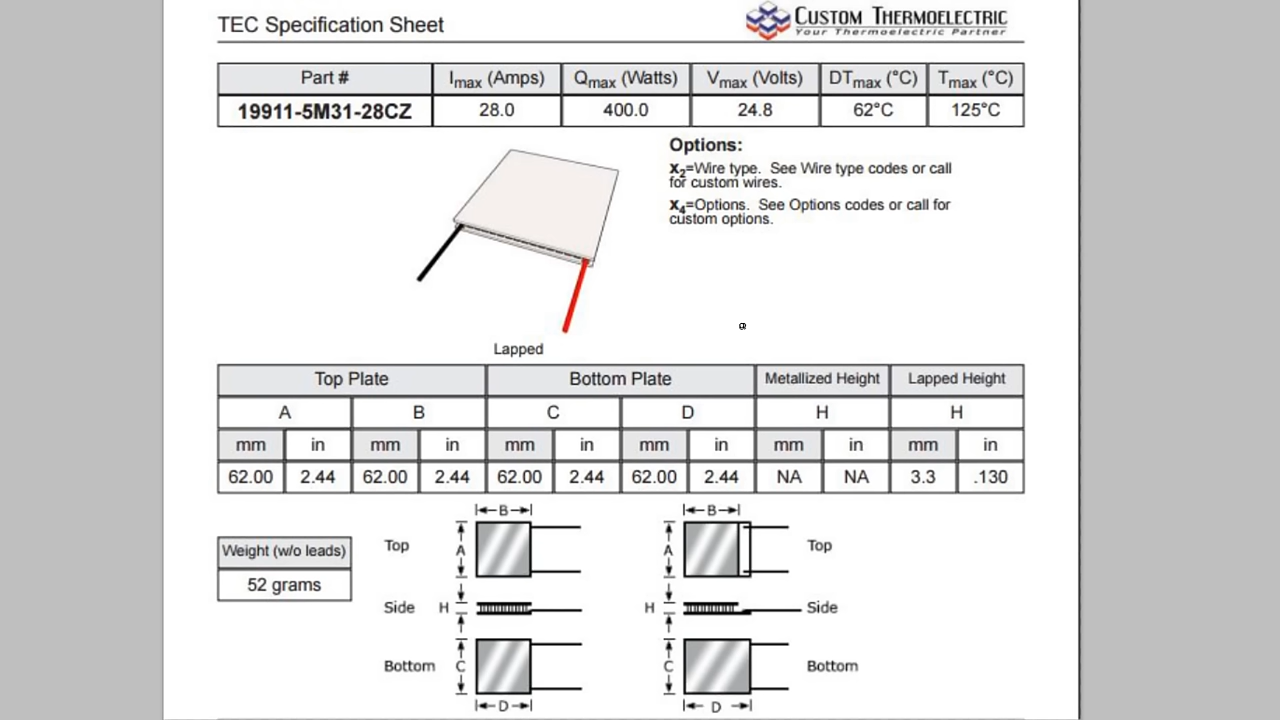 TEC Specification Sheet
CUSTOM THERMOELECTRIC
Your Thermoelectric Partner
Part # Imax (Amps) Qmax (Watts) Vmax (Volts) DTmax (°C) Tmax (°C)
19911-5M31-28CZ 28.0 400.0 24.8 62°C 125°C
Options:
X2=Wire type. See Wire type codes or call
for custom wires.
X4=Options. See Options codes or call for
custom options.
Lapped
Top Plate Bottom Plate Metallized Height Lapped Height
A B C D H H
mm in mm in mm in mm in mm in mm in
62.00 2.44 62.00 2.44 62.00 2.44 62.00 2.44 NA NA 3.3 .130
B B
Weight (w/o leads) Top A A Top
52 grams
Side H H Side
Bottom C C Bottom
D D